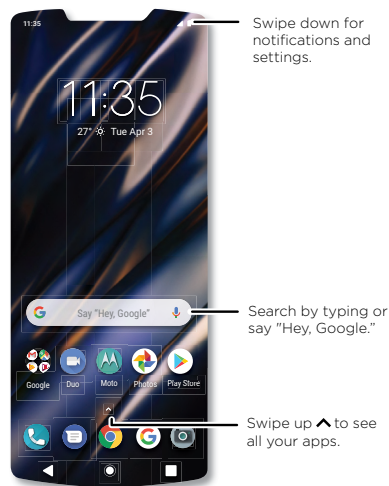 11:35
Swipe down for
notifications and
settings.
11:35
27° Tue Apr 3
Say "Hey, Google"
Search by typing or
say "Hey, Google."
Google Duo Moto Photos Play Store
Swipe up to see
all your apps.